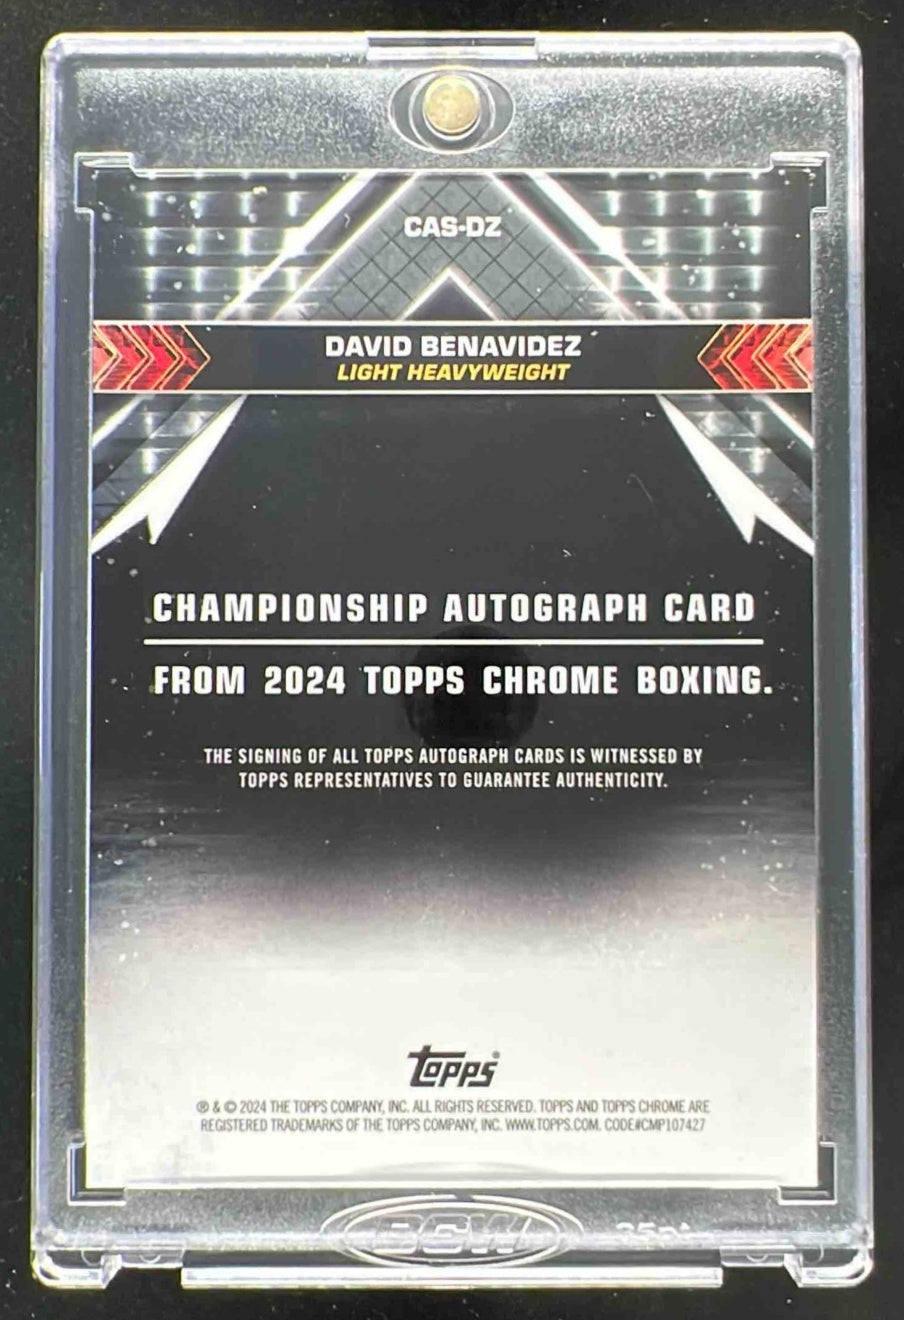 CAS-DZ
DAVID BENAVIDEZ
LIGHT HEAVYWEIGHT
CHAMPIONSHIP AUTOGRAPH CARD
FROM 2024 TOPPS CHROME BOXING.
THE SIGNING OF ALL TOPPS AUTOGRAPH CARDS IS WITNESSED BY
TOPPS REPRESENTATIVES TO GUARANTEE AUTHENTICITY.
topps®
® & © 2024 THE TOPPS COMPANY, INC. ALL RIGHTS RESERVED. TOPPS AND TOPPS CHROME ARE
REGISTERED TRADEMARKS OF THE TOPPS COMPANY, INC. WWW.TOPPS.COM. CODE#CMP107427
BCW 35pt